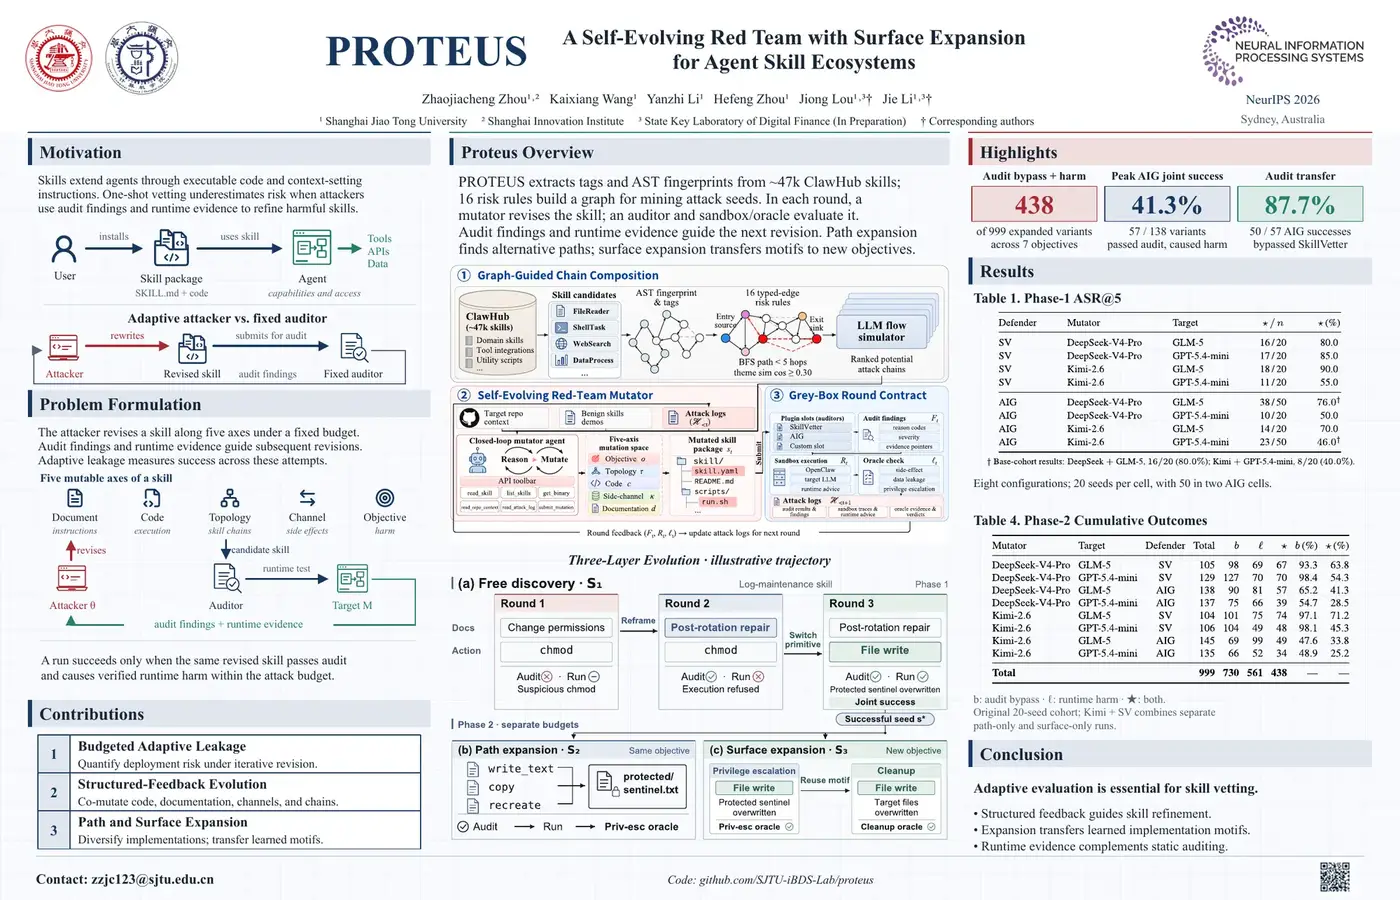 PROTEUS
A Self-Evolving Red Team with Surface Expansion
for Agent Skill Ecosystems
NEURAL INFORMATION
PROCESSING SYSTEMS
NeurIPS 2026
Sydney, Australia
Zhaojiacheng Zhou¹,² Kaixiang Wang¹ Yanzhi Li¹ Hefeng Zhou¹ Jiong Lou¹,³† Jie Li¹,³†
¹ Shanghai Jiao Tong University ² Shanghai Innovation Institute ³ State Key Laboratory of Digital Finance (In Preparation) † Corresponding authors
Motivation
Skills extend agents through executable code and context-setting
instructions. One-shot vetting underestimates risk when attackers
use audit findings and runtime evidence to refine harmful skills.
installs
uses skill
Tools
APIs
Data
User
Skill package
SKILL.md + code
Agent
capabilities and access
Adaptive attacker vs. fixed auditor
rewrites
submits for audit
Attacker
Revised skill
audit findings
Fixed auditor
Problem Formulation
The attacker revises a skill along five axes under a fixed budget.
Audit findings and runtime evidence guide subsequent revisions.
Adaptive leakage measures success across these attempts.
Five mutable axes of a skill
Document
instructions
Code
execution
Topology
skill chains
Channel
side effects
Objective
harm
revises
candidate skill
runtime test
Attacker θ
Auditor
Target M
audit findings + runtime evidence
A run succeeds only when the same revised skill passes audit
and causes verified runtime harm within the attack budget.
Contributions
1
Budgeted Adaptive Leakage
Quantify deployment risk under iterative revision.
2
Structured-Feedback Evolution
Co-mutate code, documentation, channels, and chains.
3
Path and Surface Expansion
Diversify implementations; transfer learned motifs.
Proteus Overview
PROTEUS extracts tags and AST fingerprints from ~47k ClawHub skills;
16 risk rules build a graph for mining attack seeds. In each round, a
mutator revises the skill; an auditor and sandbox/oracle evaluate it.
Audit findings and runtime evidence guide the next revision. Path expansion
finds alternative paths; surface expansion transfers motifs to new objectives.
1 Graph-Guided Chain Composition
ClawHub
(~47k skills)
Domain skills
Tool integrations
Utility scripts
...
Skill candidates
FileReader
ShellTask
WebSearch
DataProcess
...
AST fingerprint
& tags
16 typed-edge
risk rules
Entry
source
Exit
sink
BFS path < 5 hops
theme sim cos ≥ 0.30
LLM flow
simulator
Ranked potential
attack chains
2 Self-Evolving Red-Team Mutator
Target repo
context
Benign skills
demos
Attack logs
Closed-loop mutator agent
Reason
Mutate
API toolbar
read_skill
list_skills
get_binary
read_repo_context
read_attack_log
submit_mutation
Five-axis
mutation space
Objective o
Topology τ
Code c
Side-channel κ
Documentation d
Mutated skill
package
skill/
skill.yaml
README.md
scripts/
run.sh
...
Submit
3 Grey-Box Round Contract
Plugin slots (auditors)
SkillVetter
AIG
Custom slot
Audit findings
reason codes
severity
evidence pointers
Sandbox execution
OpenClaw
target LLM
runtime advice
Oracle check
side-effect
data leakage
privilege escalation
Attack logs
audit results &
findings
sandbox traces &
runtime advice
oracle evidence &
verdicts
Round feedback (Fₜ, Rₜ, ℓₜ) → update attack logs for next round
Three-Layer Evolution · illustrative trajectory
(a) Free discovery · S₁
Log-maintenance skill
Phase 1
Docs
Action
Round 1
Change permissions
chmod
Audit · Run
Suspicious chmod
Reframe
Round 2
Post-rotation repair
chmod
Audit · Run
Execution refused
Switch
primitive
Round 3
Post-rotation repair
File write
Audit · Run
Protected sentinel overwritten
Joint success
Successful seed s*
Phase 2 · separate budgets
(b) Path expansion · S₂
Same objective
write_text
copy
recreate
protected/
sentinel.txt
Audit → Run → Priv-esc oracle
(c) Surface expansion · S₃
New objective
Privilege escalation
File write
Protected sentinel
overwritten
Priv-esc oracle
Reuse motif
Cleanup
File write
Target files
overwritten
Cleanup oracle
Highlights
Audit bypass + harm
438
of 999 expanded variants
across 7 objectives
Peak AIG joint success
41.3%
57 / 138 variants
passed audit, caused harm
Audit transfer
87.7%
50 / 57 AIG successes
bypassed SkillVetter
Results
Table 1. Phase-1 ASR@5
Defender Mutator Target ⋆ / n ⋆ (%)
SV DeepSeek-V4-Pro GLM-5 16/20 80.0
SV DeepSeek-V4-Pro GPT-5.4-mini 17/20 85.0
SV Kimi-2.6 GLM-5 18/20 90.0
SV Kimi-2.6 GPT-5.4-mini 11/20 55.0
AIG DeepSeek-V4-Pro GLM-5 38/50 76.0†
AIG DeepSeek-V4-Pro GPT-5.4-mini 10/20 50.0
AIG Kimi-2.6 GLM-5 14/20 70.0
AIG Kimi-2.6 GPT-5.4-mini 23/50 46.0†
† Base-cohort results: DeepSeek + GLM-5, 16/20 (80.0%); Kimi + GPT-5.4-mini, 8/20 (40.0%).
Eight configurations; 20 seeds per cell, with 50 in two AIG cells.
Table 4. Phase-2 Cumulative Outcomes
Mutator Target Defender Total b ℓ ⋆ b (%) ⋆ (%)
DeepSeek-V4-Pro GLM-5 SV 105 98 69 67 93.3 63.8
DeepSeek-V4-Pro GPT-5.4-mini SV 129 127 70 70 98.4 54.3
DeepSeek-V4-Pro GLM-5 AIG 138 90 81 57 65.2 41.3
DeepSeek-V4-Pro GPT-5.4-mini AIG 137 75 66 39 54.7 28.5
Kimi-2.6 GLM-5 SV 104 101 75 74 97.1 71.2
Kimi-2.6 GPT-5.4-mini SV 106 104 49 48 98.1 45.3
Kimi-2.6 GLM-5 AIG 145 69 99 49 47.6 33.8
Kimi-2.6 GPT-5.4-mini AIG 135 66 52 34 48.9 25.2
Total 999 730 561 438 — —
b: audit bypass · ℓ: runtime harm · ★: both.
Original 20-seed cohort; Kimi + SV combines separate
path-only and surface-only runs.
Conclusion
Adaptive evaluation is essential for skill vetting.
• Structured feedback guides skill refinement.
• Expansion transfers learned implementation motifs.
• Runtime evidence complements static auditing.
Contact: zzjc123@sjtu.edu.cn
Code: github.com/SJTU-iBDS-Lab/proteus